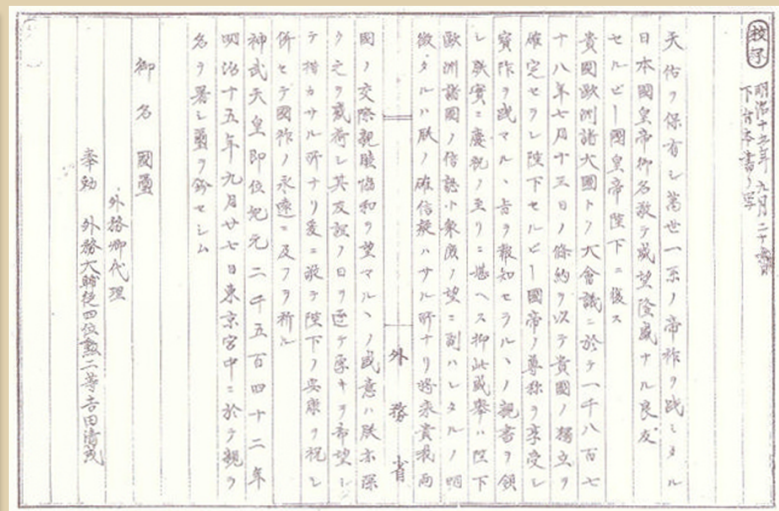 校了
明治十五年九月二十
下付本書ノ写
天佑ヲ保有シ萬世一系ノ帝祚ヲ践ミタル
日本國皇帝御名敬テ威望隆盛ナル良友
セルビー國皇帝陛下ニ復ス
貴國歐洲諸大國トノ大會議ニ於テ一千八百七
十八年七月十三日ノ條約ヲ以テ貴國ノ獨立ヲ
確定セラレ陛下セルビー國帝ノ尊称ヲ享受シ
寳祚ヲ践マルヽ旨ヲ報知セラルヽノ親書ヲ領
シ朕實ニ慶祝ノ至リニ堪ヘス抑此盛擧ハ陛下
歐洲諸國ノ信認ト衆庶ノ望ニ副ハレタルノ明
徴タルハ朕ノ確信疑ハサル所ナリ將来貴我両
外務省
國ノ交際親睦協和ヲ望マルヽノ盛意ハ朕亦深
ク之ヲ感荷シ其友誼ノ日ヲ逐テ厚キヲ希望シ
テ措カサル所ナリ爰ニ敬テ陛下ノ安康ヲ祝シ
併セテ國祚ノ永遠ニ及フヲ祈ル
神武天皇即位紀元二千五百四十二年
明治十五年九月廿七日東京宮中ニ於テ親ラ
名ヲ署シ璽ヲ鈐セシム
御名國璽
外務卿代理
奉勅 外務大輔従四位勲二等吉田清成